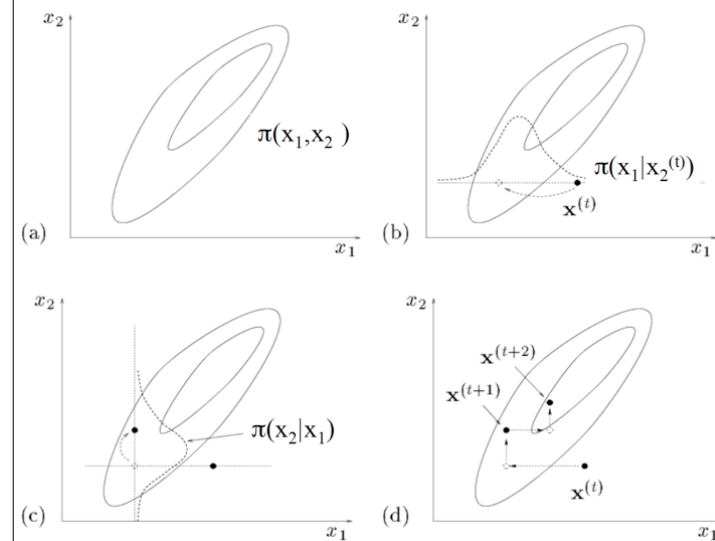 x₂
π(x₁,x₂ )
(a)
x₁
x₂
π(x₁|x₂⁽ᵗ⁾)
x⁽ᵗ⁾
(b)
x₁
x₂
π(x₂|x₁)
(c)
x₁
x₂
x⁽ᵗ⁺²⁾
x⁽ᵗ⁺¹⁾
x⁽ᵗ⁾
(d)
x₁